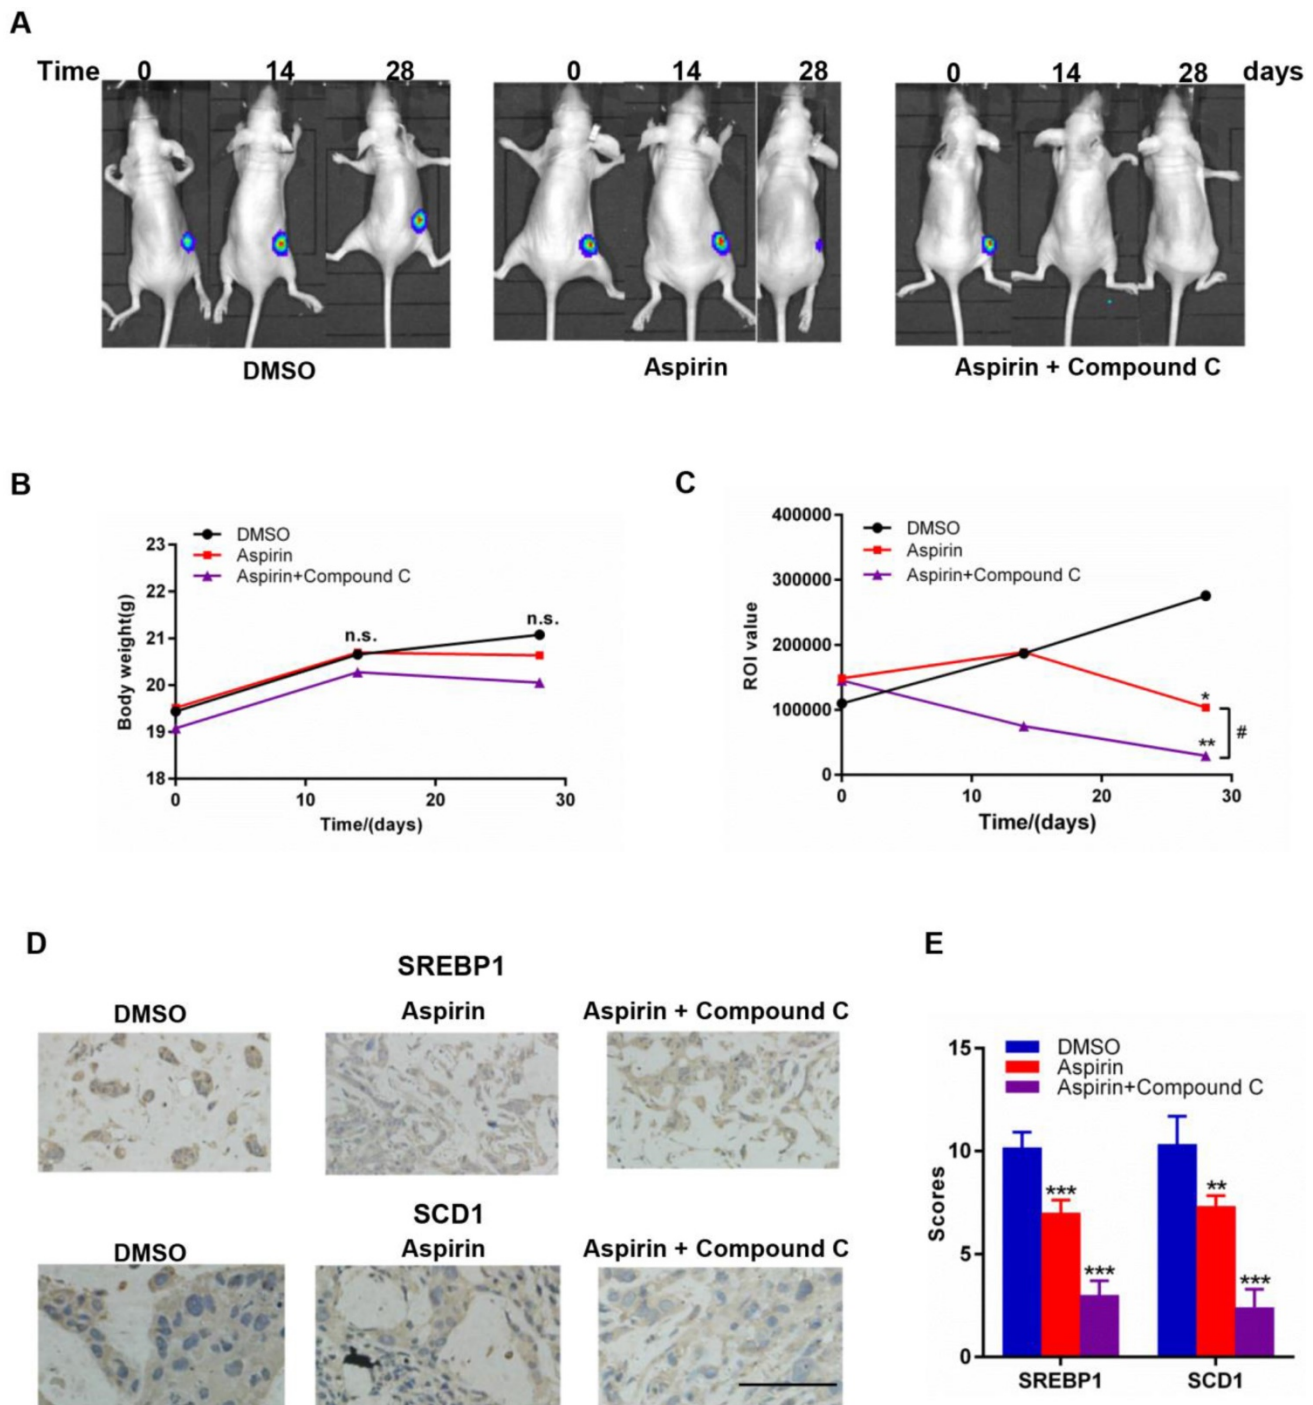 A
Time 0 14 28 0 14 28 0 14 28 days
DMSO Aspirin Aspirin + Compound C
B
DMSO
Aspirin
Aspirin+Compound C
23
22
21
20
19
18
Body weight(g)
n.s. n.s.
0 10 20 30
Time/(days)
C
DMSO
Aspirin
Aspirin+Compound C
400000
300000
200000
100000
0
ROI value
*
**
#
0 10 20 30
Time/(days)
D
SREBP1
DMSO Aspirin Aspirin + Compound C
SCD1
DMSO Aspirin Aspirin + Compound C
E
DMSO
Aspirin
Aspirin+Compound C
15
10
5
0
Scores
*** **
*** ***
SREBP1 SCD1